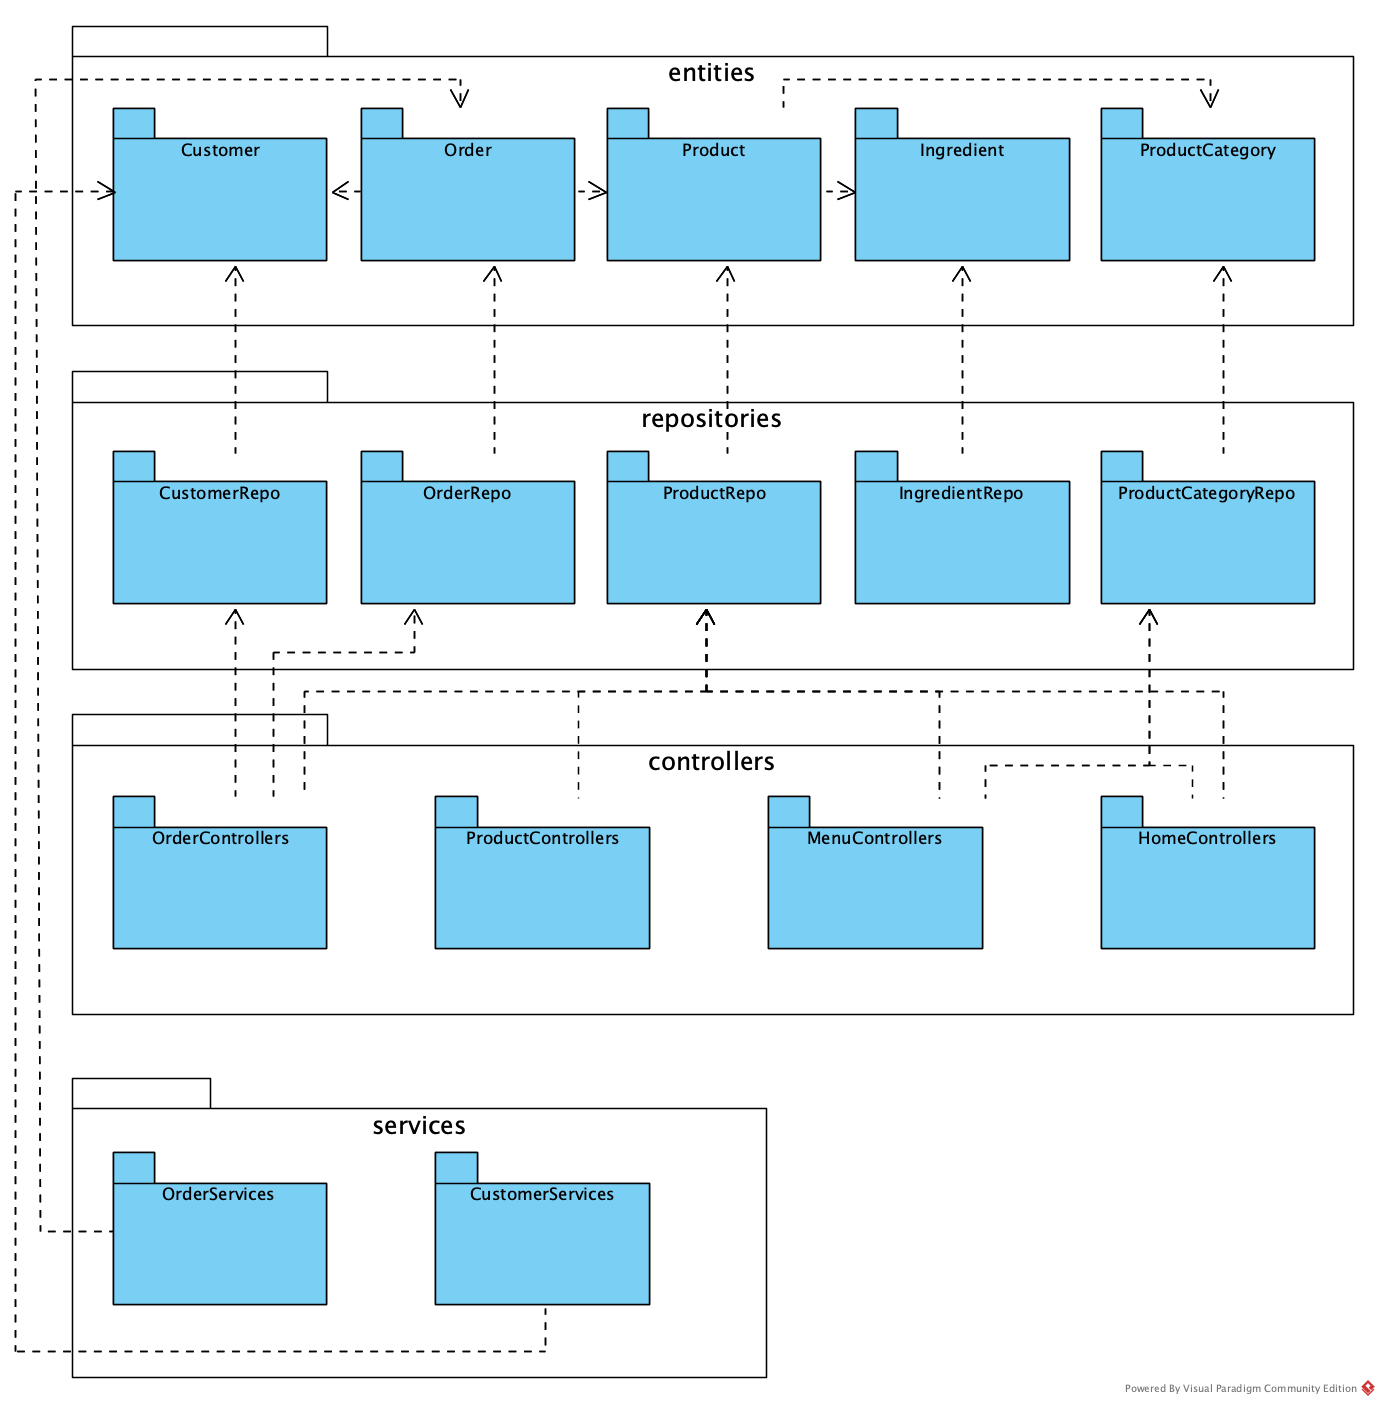 entities
Customer
Order
Product
Ingredient
ProductCategory
repositories
CustomerRepo
OrderRepo
ProductRepo
IngredientRepo
ProductCategoryRepo
controllers
OrderControllers
ProductControllers
MenuControllers
HomeControllers
services
OrderServices
CustomerServices
Powered By Visual Paradigm Community Edition